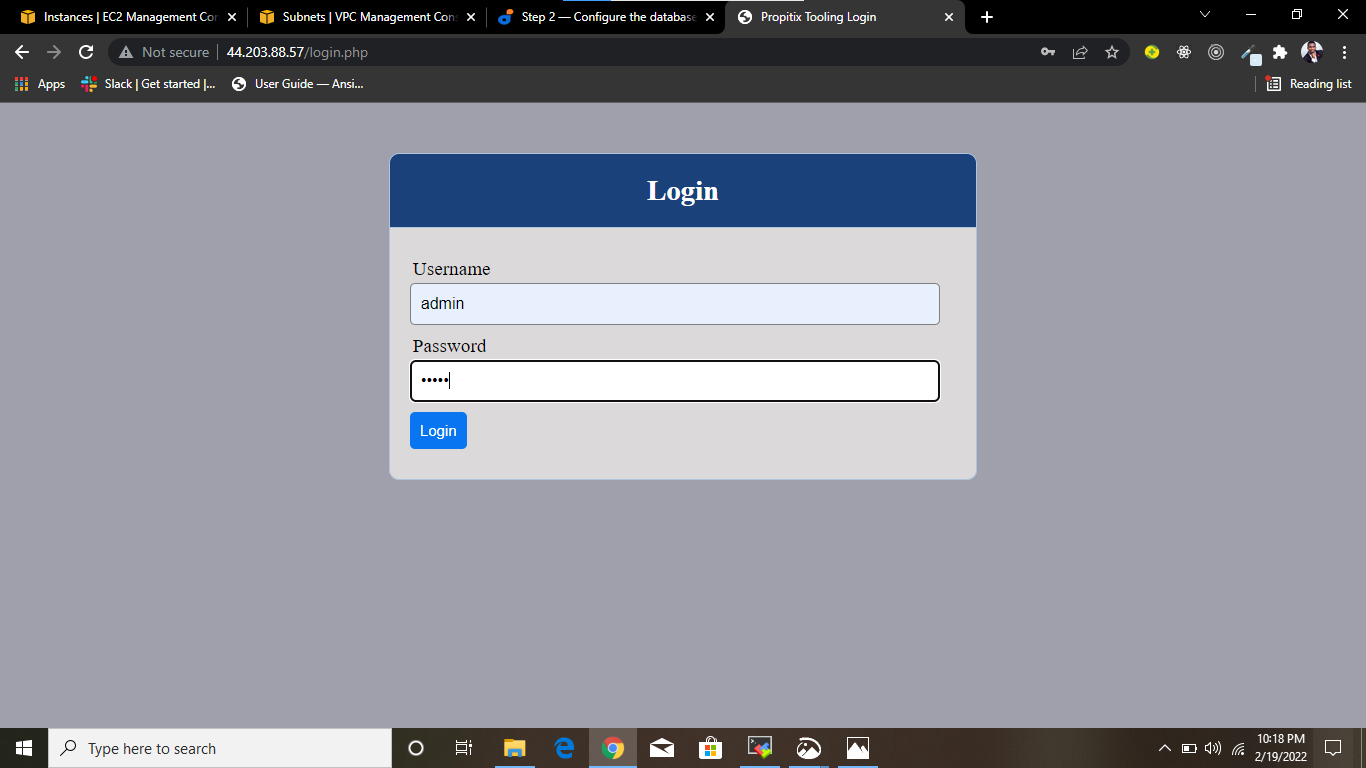 Instances | EC2 Management Con
Subnets | VPC Management Cons
Step 2 — Configure the database
Propitix Tooling Login
Not secure
44.203.88.57/login.php
Apps
Slack | Get started |...
User Guide — Ansi...
Reading list
Login
Username
admin
Password
•••••
Login
Type here to search
10:18 PM
2/19/2022